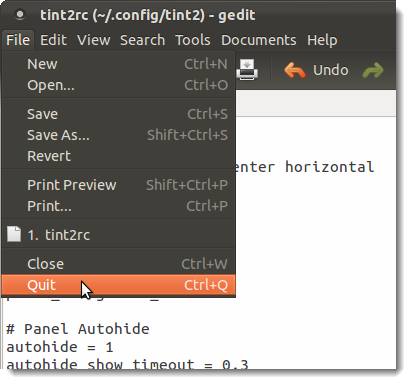 tint2rc (~/.config/tint2) - gedit
File Edit View Search Tools Documents Help
New Ctrl+N
Open... Ctrl+O
Undo
Save Ctrl+S
Save As... Shift+Ctrl+S
Revert
enter horizontal
Print Preview Shift+Ctrl+P
Print... Ctrl+P
1. tint2rc
Close Ctrl+W
Quit Ctrl+Q
# Panel Autohide
autohide = 1
autohide_show_timeout = 0.3